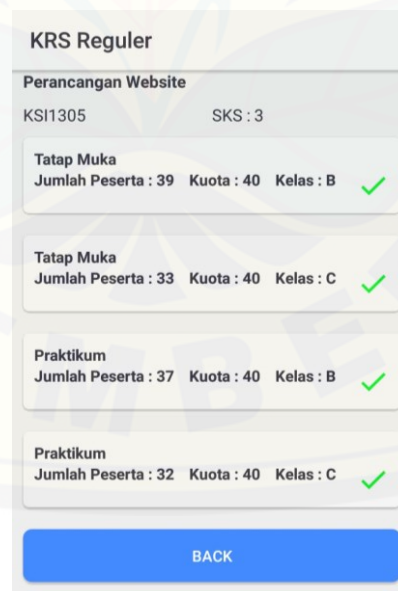 KRS Reguler
Perancangan Website
KSI1305 SKS : 3
Tatap Muka
Jumlah Peserta : 39 Kuota : 40 Kelas : B
Tatap Muka
Jumlah Peserta : 33 Kuota : 40 Kelas : C
Praktikum
Jumlah Peserta : 37 Kuota : 40 Kelas : B
Praktikum
Jumlah Peserta : 32 Kuota : 40 Kelas : C
BACK